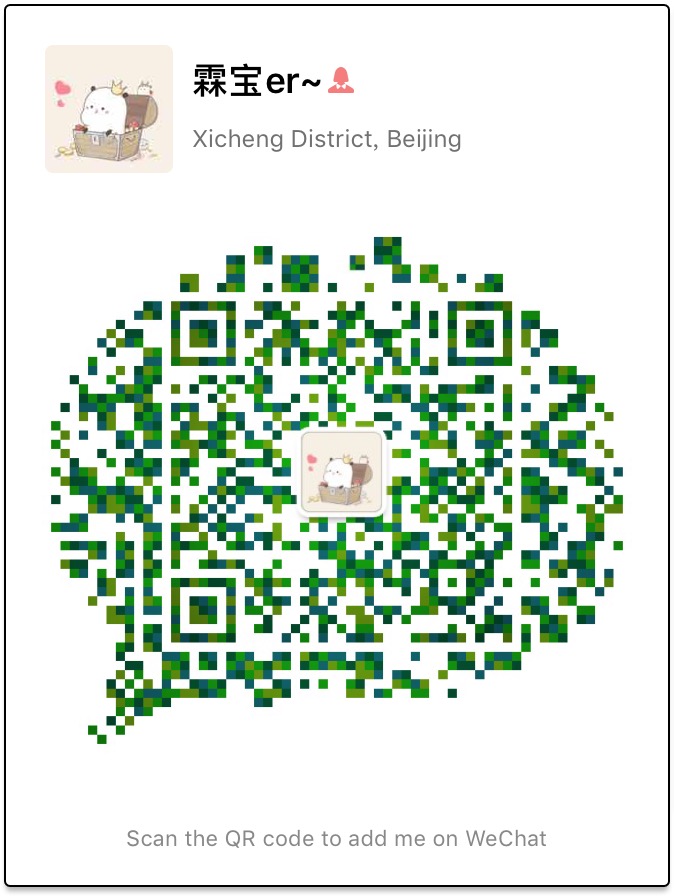 霖宝er~
Xicheng District, Beijing
Scan the QR code to add me on WeChat